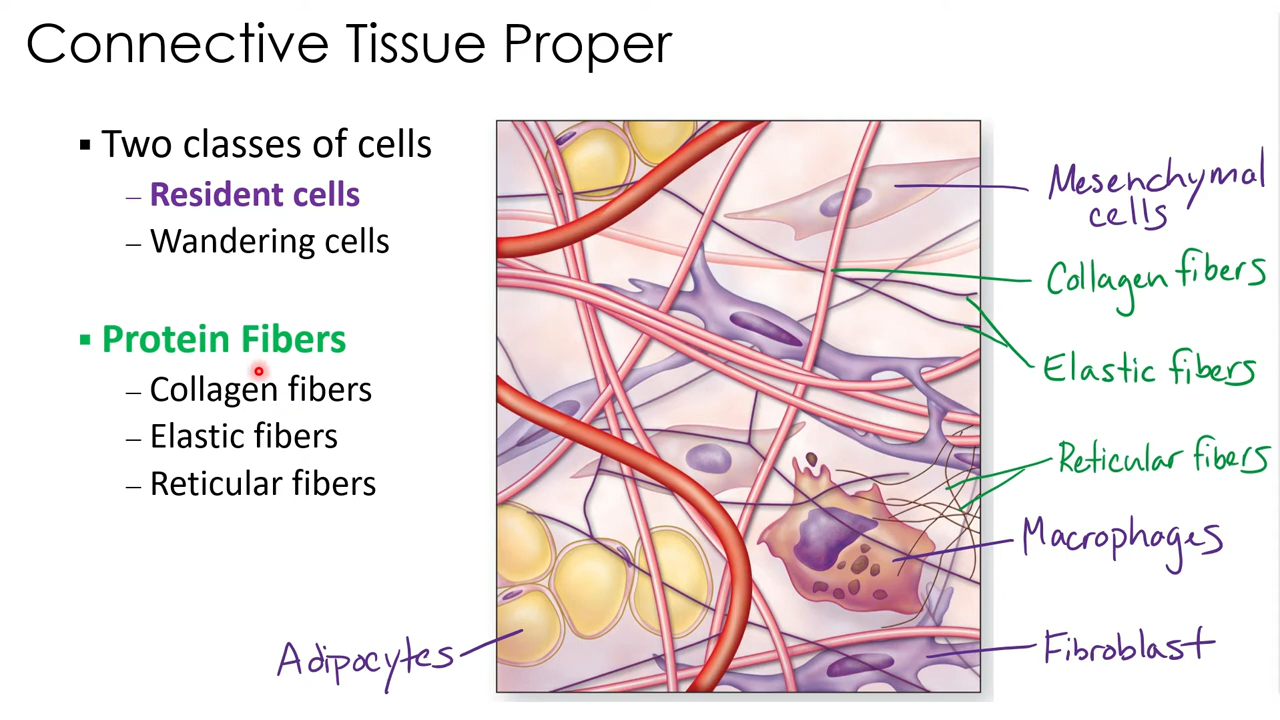 Connective Tissue Proper
▪ Two classes of cells
– Resident cells
– Wandering cells
▪ Protein Fibers
– Collagen fibers
– Elastic fibers
– Reticular fibers
Mesenchymal
cells
Collagen fibers
Elastic fibers
Reticular fibers
Macrophages
Fibroblast
Adipocytes